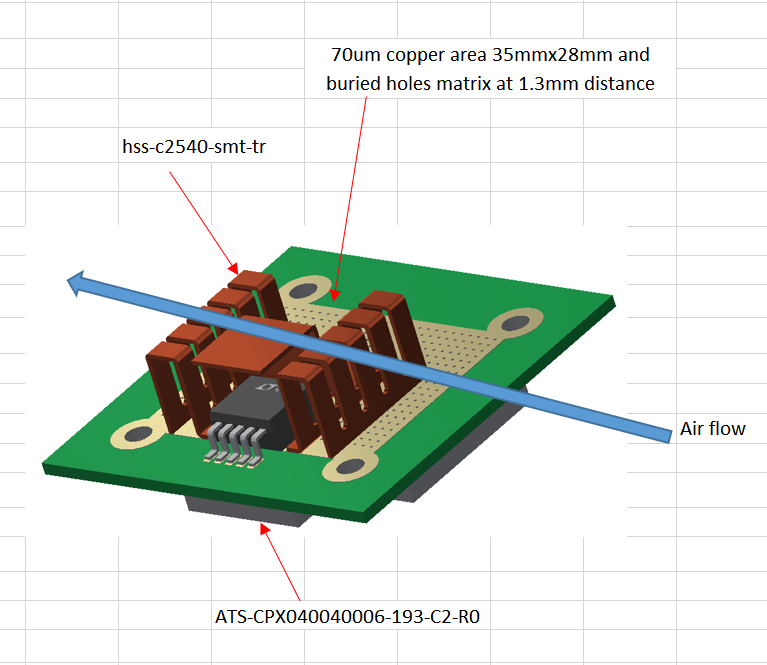 70um copper area 35mmx28mm and
buried holes matrix at 1.3mm distance
hss-c2540-smt-tr
Air flow
ATS-CPX040040006-193-C2-R0